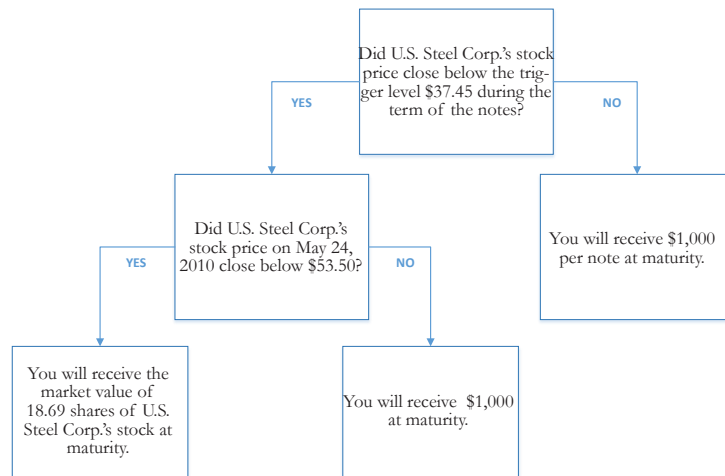 Did U.S. Steel Corp.'s stock
price close below the trig-
ger level $37.45 during the
term of the notes?
YES
NO
Did U.S. Steel Corp.'s
stock price on May 24,
2010 close below $53.50?
You will receive $1,000
per note at maturity.
YES
NO
You will receive the
market value of
18.69 shares of U.S.
Steel Corp.'s stock at
maturity.
You will receive $1,000
at maturity.